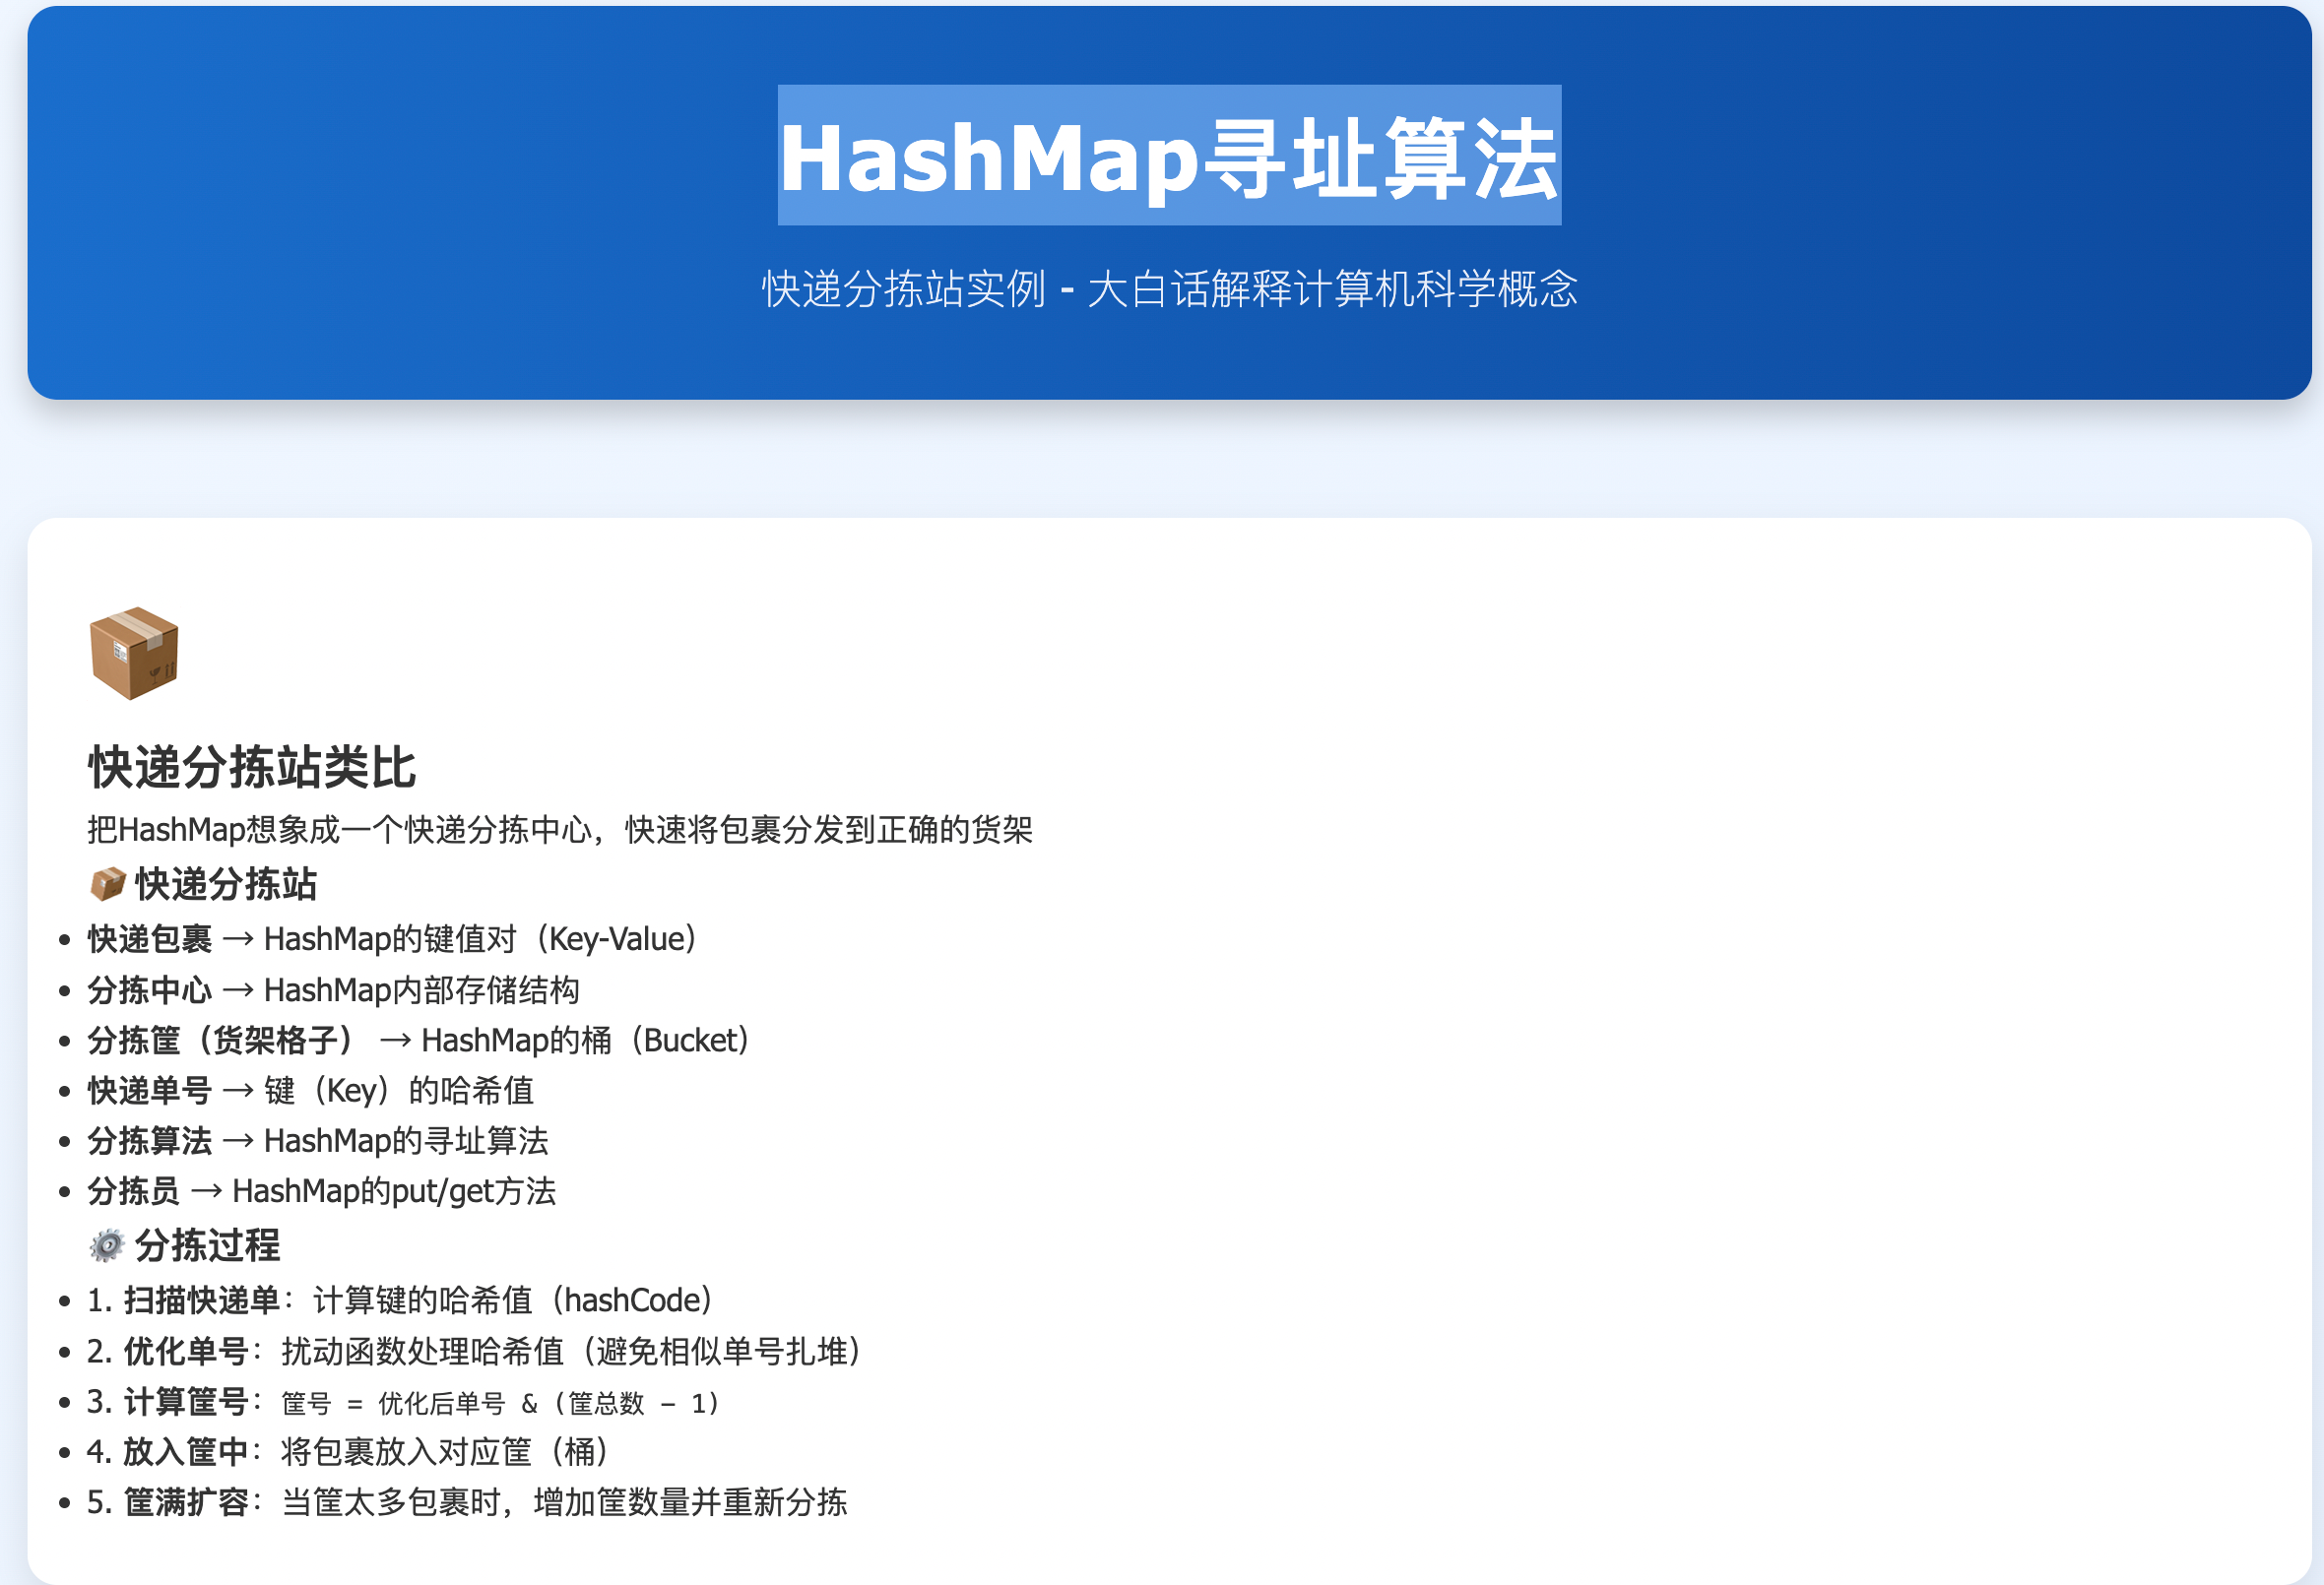 HashMap寻址算法
快递分拣站实例 - 大白话解释计算机科学概念
快递分拣站类比
把HashMap想象成一个快递分拣中心，快速将包裹分发到正确的货架
📦 快递分拣站
• 快递包裹 → HashMap的键值对（Key-Value）
• 分拣中心 → HashMap内部存储结构
• 分拣筐（货架格子） → HashMap的桶（Bucket）
• 快递单号 → 键（Key）的哈希值
• 分拣算法 → HashMap的寻址算法
• 分拣员 → HashMap的put/get方法
⚙️ 分拣过程
• 1. 扫描快递单：计算键的哈希值（hashCode）
• 2. 优化单号：扰动函数处理哈希值（避免相似单号扎堆）
• 3. 计算筐号：筐号 = 优化后单号 & (筐总数 - 1)
• 4. 放入筐中：将包裹放入对应筐（桶）
• 5. 筐满扩容：当筐太多包裹时，增加筐数量并重新分拣